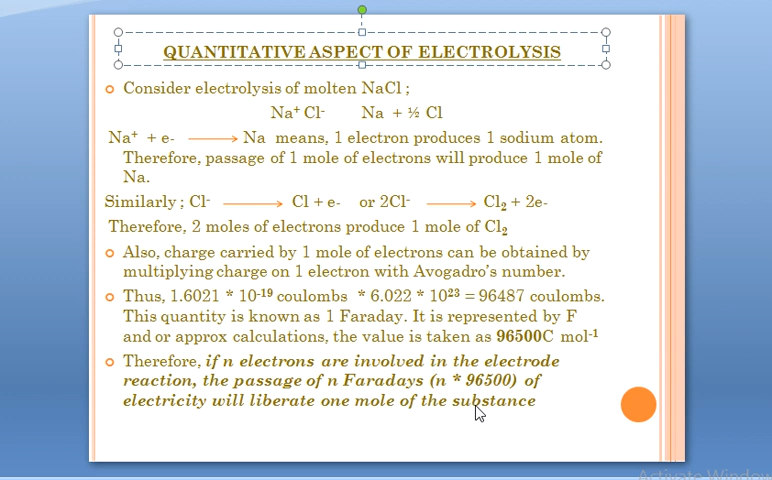 QUANTITATIVE ASPECT OF ELECTROLYSIS
Consider electrolysis of molten NaCl ;
Na⁺ Cl⁻ Na + ½ Cl
Na⁺ + e- → Na means, 1 electron produces 1 sodium atom.
Therefore, passage of 1 mole of electrons will produce 1 mole of
Na.
Similarly ; Cl⁻ → Cl + e- or 2Cl⁻ → Cl₂ + 2e-
Therefore, 2 moles of electrons produce 1 mole of Cl₂
Also, charge carried by 1 mole of electrons can be obtained by
multiplying charge on 1 electron with Avogadro's number.
Thus, 1.6021 * 10⁻¹⁹ coulombs * 6.022 * 10²³ = 96487 coulombs.
This quantity is known as 1 Faraday. It is represented by F
and or approx calculations, the value is taken as 96500C mol⁻¹
Therefore, if n electrons are involved in the electrode
reaction, the passage of n Faradays (n * 96500) of
electricity will liberate one mole of the substance